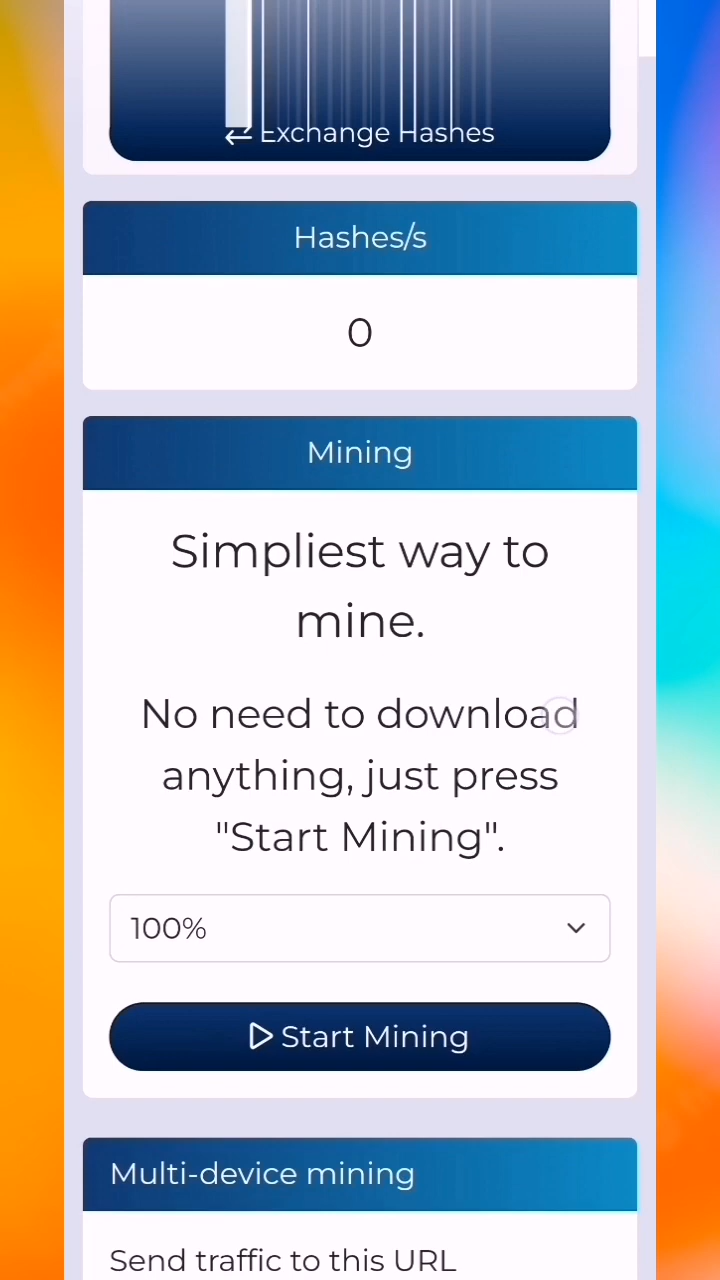 Exchange Hashes
Hashes/s
0
Mining
Simpliest way to
mine.
No need to download
anything, just press
"Start Mining".
100%
Start Mining
Multi-device mining
Send traffic to this URL